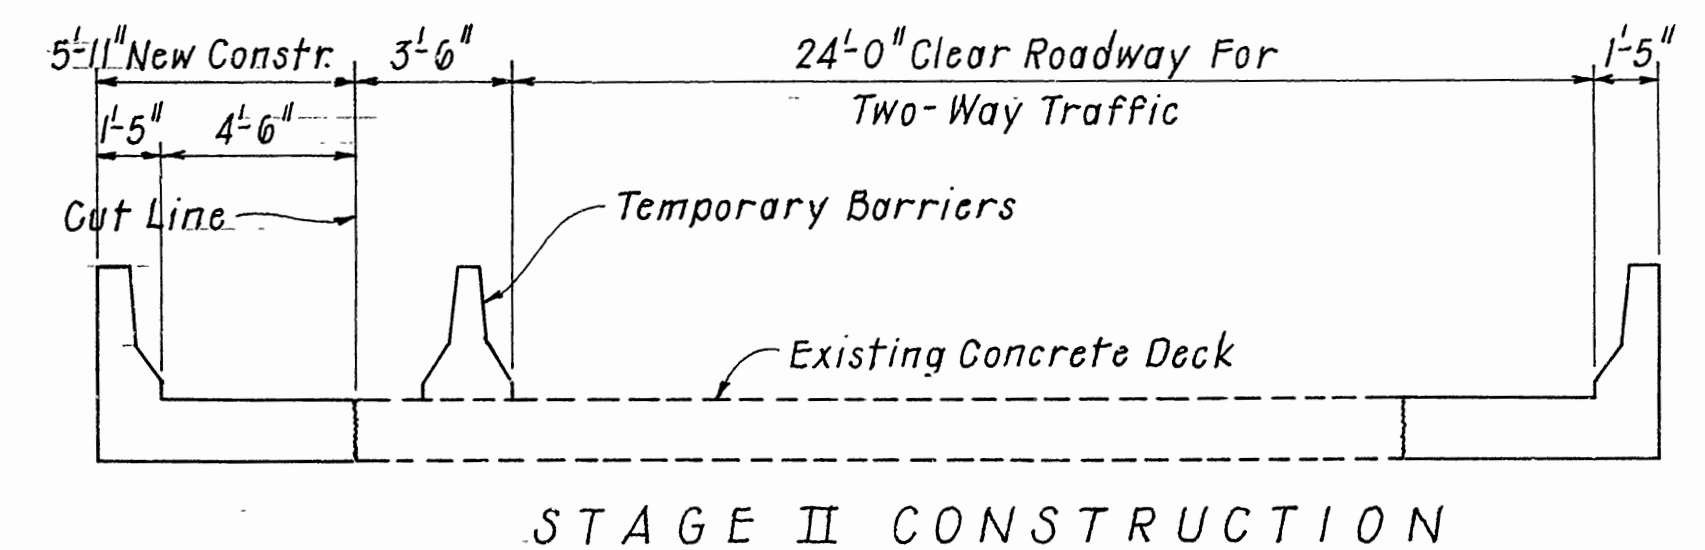 5'-11" New Constr.
3'-6"
24'-0" Clear Roadway For
Two-Way Traffic
1'-5"
1'-5"
4'-6"
Cut Line
Temporary Barriers
Existing Concrete Deck
STAGE II CONSTRUCTION